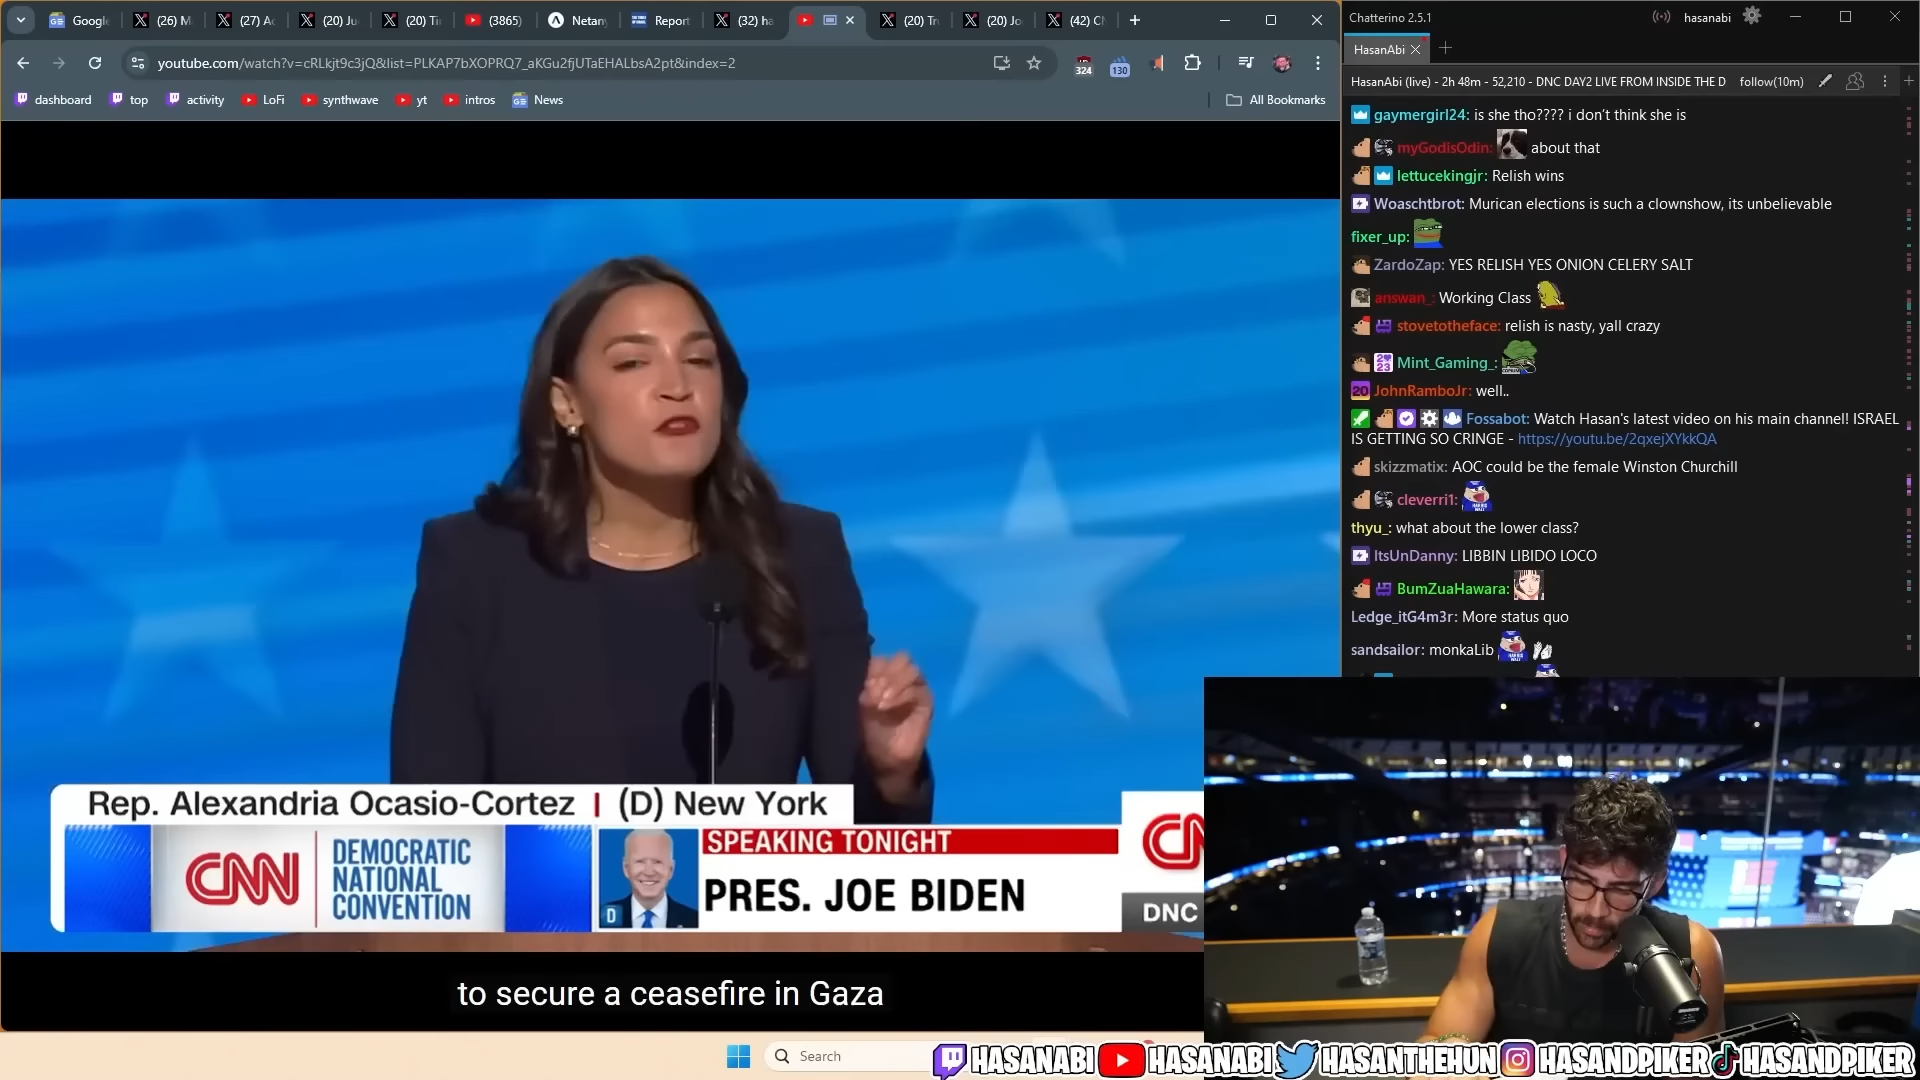 Google
(26) M
(27) Ac
(20) Ju
(20) Ti
(3865)
Netany
Report
(32) ha
(20) Tr
(20) Jo
(42) Ch
youtube.com/watch?v=cRLkjt9c3jQ&list=PLKAP7bXOPRQ7_aKGu2fjUTaEHALbsA2pt&index=2
324
130
dashboard
top
activity
LoFi
synthwave
yt
intros
News
All Bookmarks
Rep. Alexandria Ocasio-Cortez | (D) New York
CNN
DEMOCRATIC
NATIONAL
CONVENTION
D
SPEAKING TONIGHT
PRES. JOE BIDEN
CN
DNC
to secure a ceasefire in Gaza
Search
Chatterino 2.5.1
hasanabi
HasanAbi
HasanAbi (live) - 2h 48m - 52,210 - DNC DAY2 LIVE FROM INSIDE THE D
follow(10m)
gaymergirl24: is she tho???? i don't think she is
myGodisOdin: about that
lettucekingjr: Relish wins
Woaschtbrot: Murican elections is such a clownshow, its unbelievable
fixer_up:
ZardoZap: YES RELISH YES ONION CELERY SALT
answan_: Working Class
stovetotheface: relish is nasty, yall crazy
Mint_Gaming_:
JohnRamboJr: well..
Fossabot: Watch Hasan's latest video on his main channel! ISRAEL
IS GETTING SO CRINGE - https://youtu.be/2qxejXYkkQA
skizzmatix: AOC could be the female Winston Churchill
cleverri1:
thyu_: what about the lower class?
ItsUnDanny: LIBBIN LIBIDO LOCO
BumZuaHawara:
Ledge_itG4m3r: More status quo
sandsailor: monkaLib
HASANABI
HASANABI
HASANTHEHUN
HASANDPIKER
HASANDPIKER